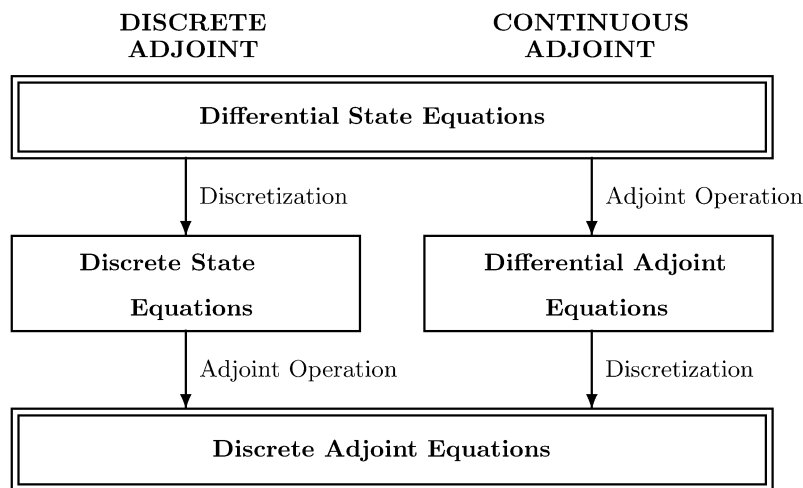 DISCRETE
ADJOINT
CONTINUOUS
ADJOINT
Differential State Equations
Discretization
Adjoint Operation
Discrete State
Equations
Differential Adjoint
Equations
Adjoint Operation
Discretization
Discrete Adjoint Equations